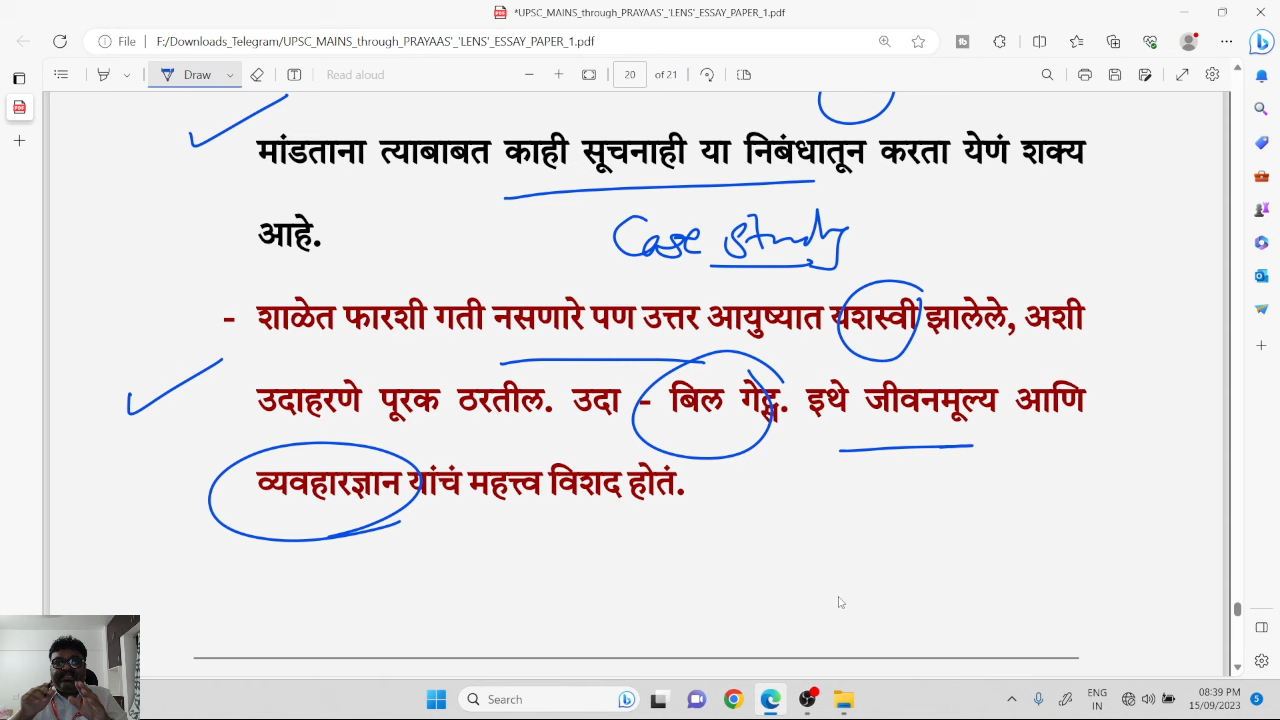 *UPSC_MAINS_through_PRAYAAS'_'LENS'_ESSAY_PAPER_1.pdf
File F:/Downloads_Telegram/UPSC_MAINS_through_PRAYAAS'_'LENS'_ESSAY_PAPER_1.pdf
Draw Read aloud 20 of 21
मांडताना त्याबाबत काही सूचनाही या निबंधातून करता येणं शक्य
आहे.
Case study
- शाळेत फारशी गती नसणारे पण उत्तर आयुष्यात यशस्वी झालेले, अशी
उदाहरणे पूरक ठरतील. उदा - बिल गेट्स. इथे जीवनमूल्य आणि
व्यवहारज्ञान यांचं महत्त्व विशद होतं.
Search
ENG
IN
08:39 PM
15/09/2023
5